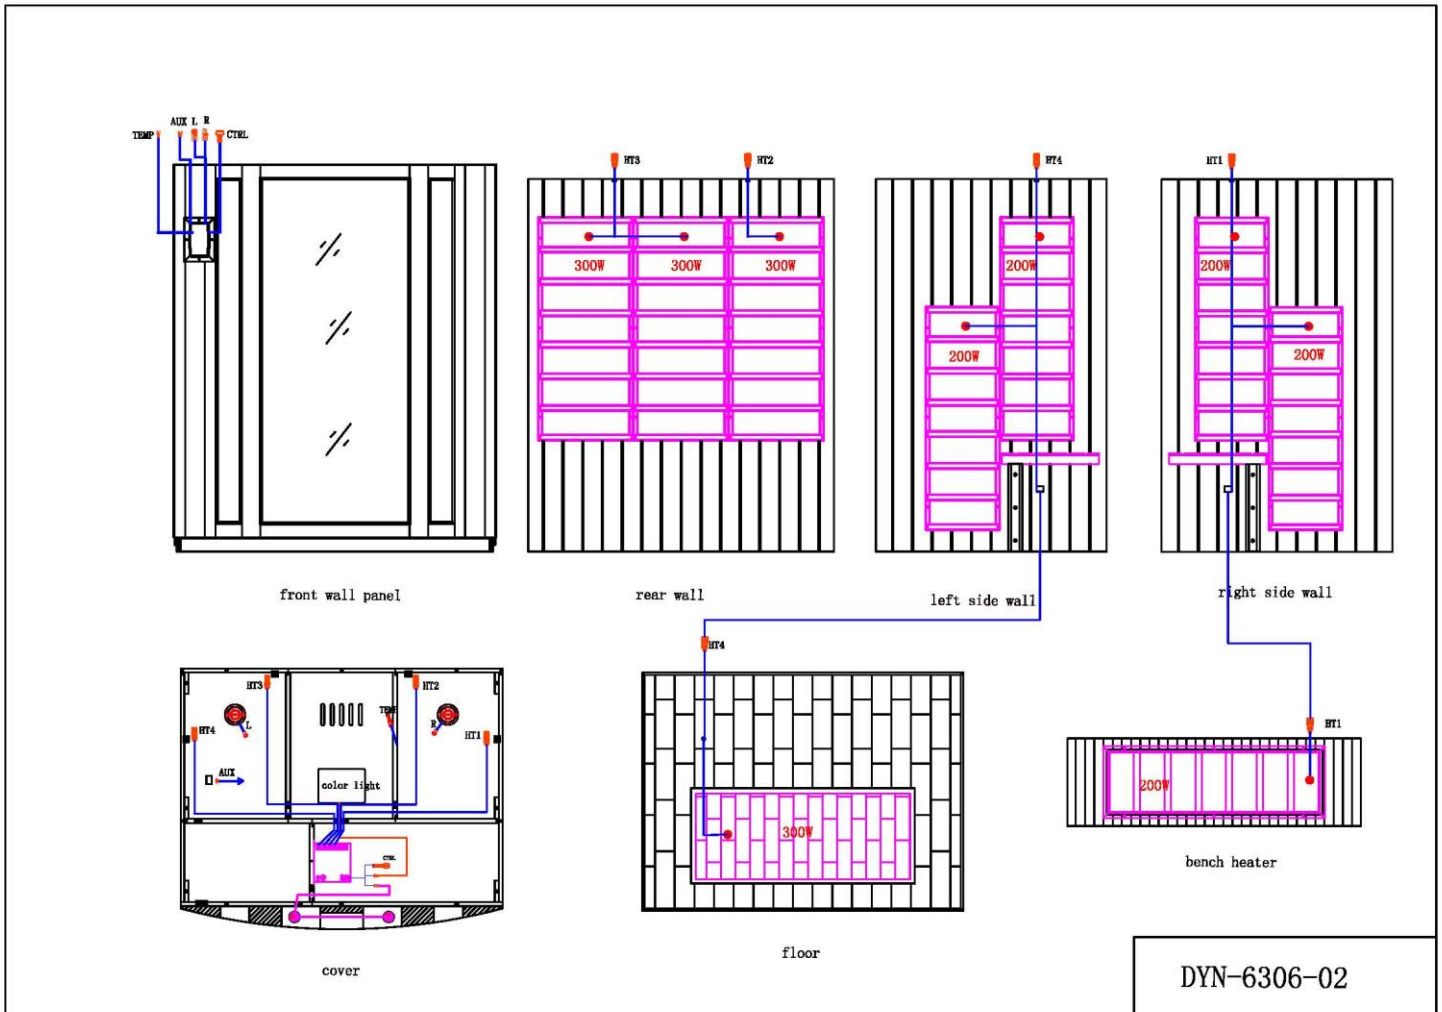 TEMP AUX L R CTRL
HT3 HT2 HT4 HT1
300W 300W 300W
200W
200W
200W
200W
front wall panel
rear wall
left side wall
right side wall
HT4
HT3 HT2
L TEMP R
HT4 HT1
AUX
color light
CTRL
cover
300W
floor
HT1
200W
bench heater
DYN-6306-02